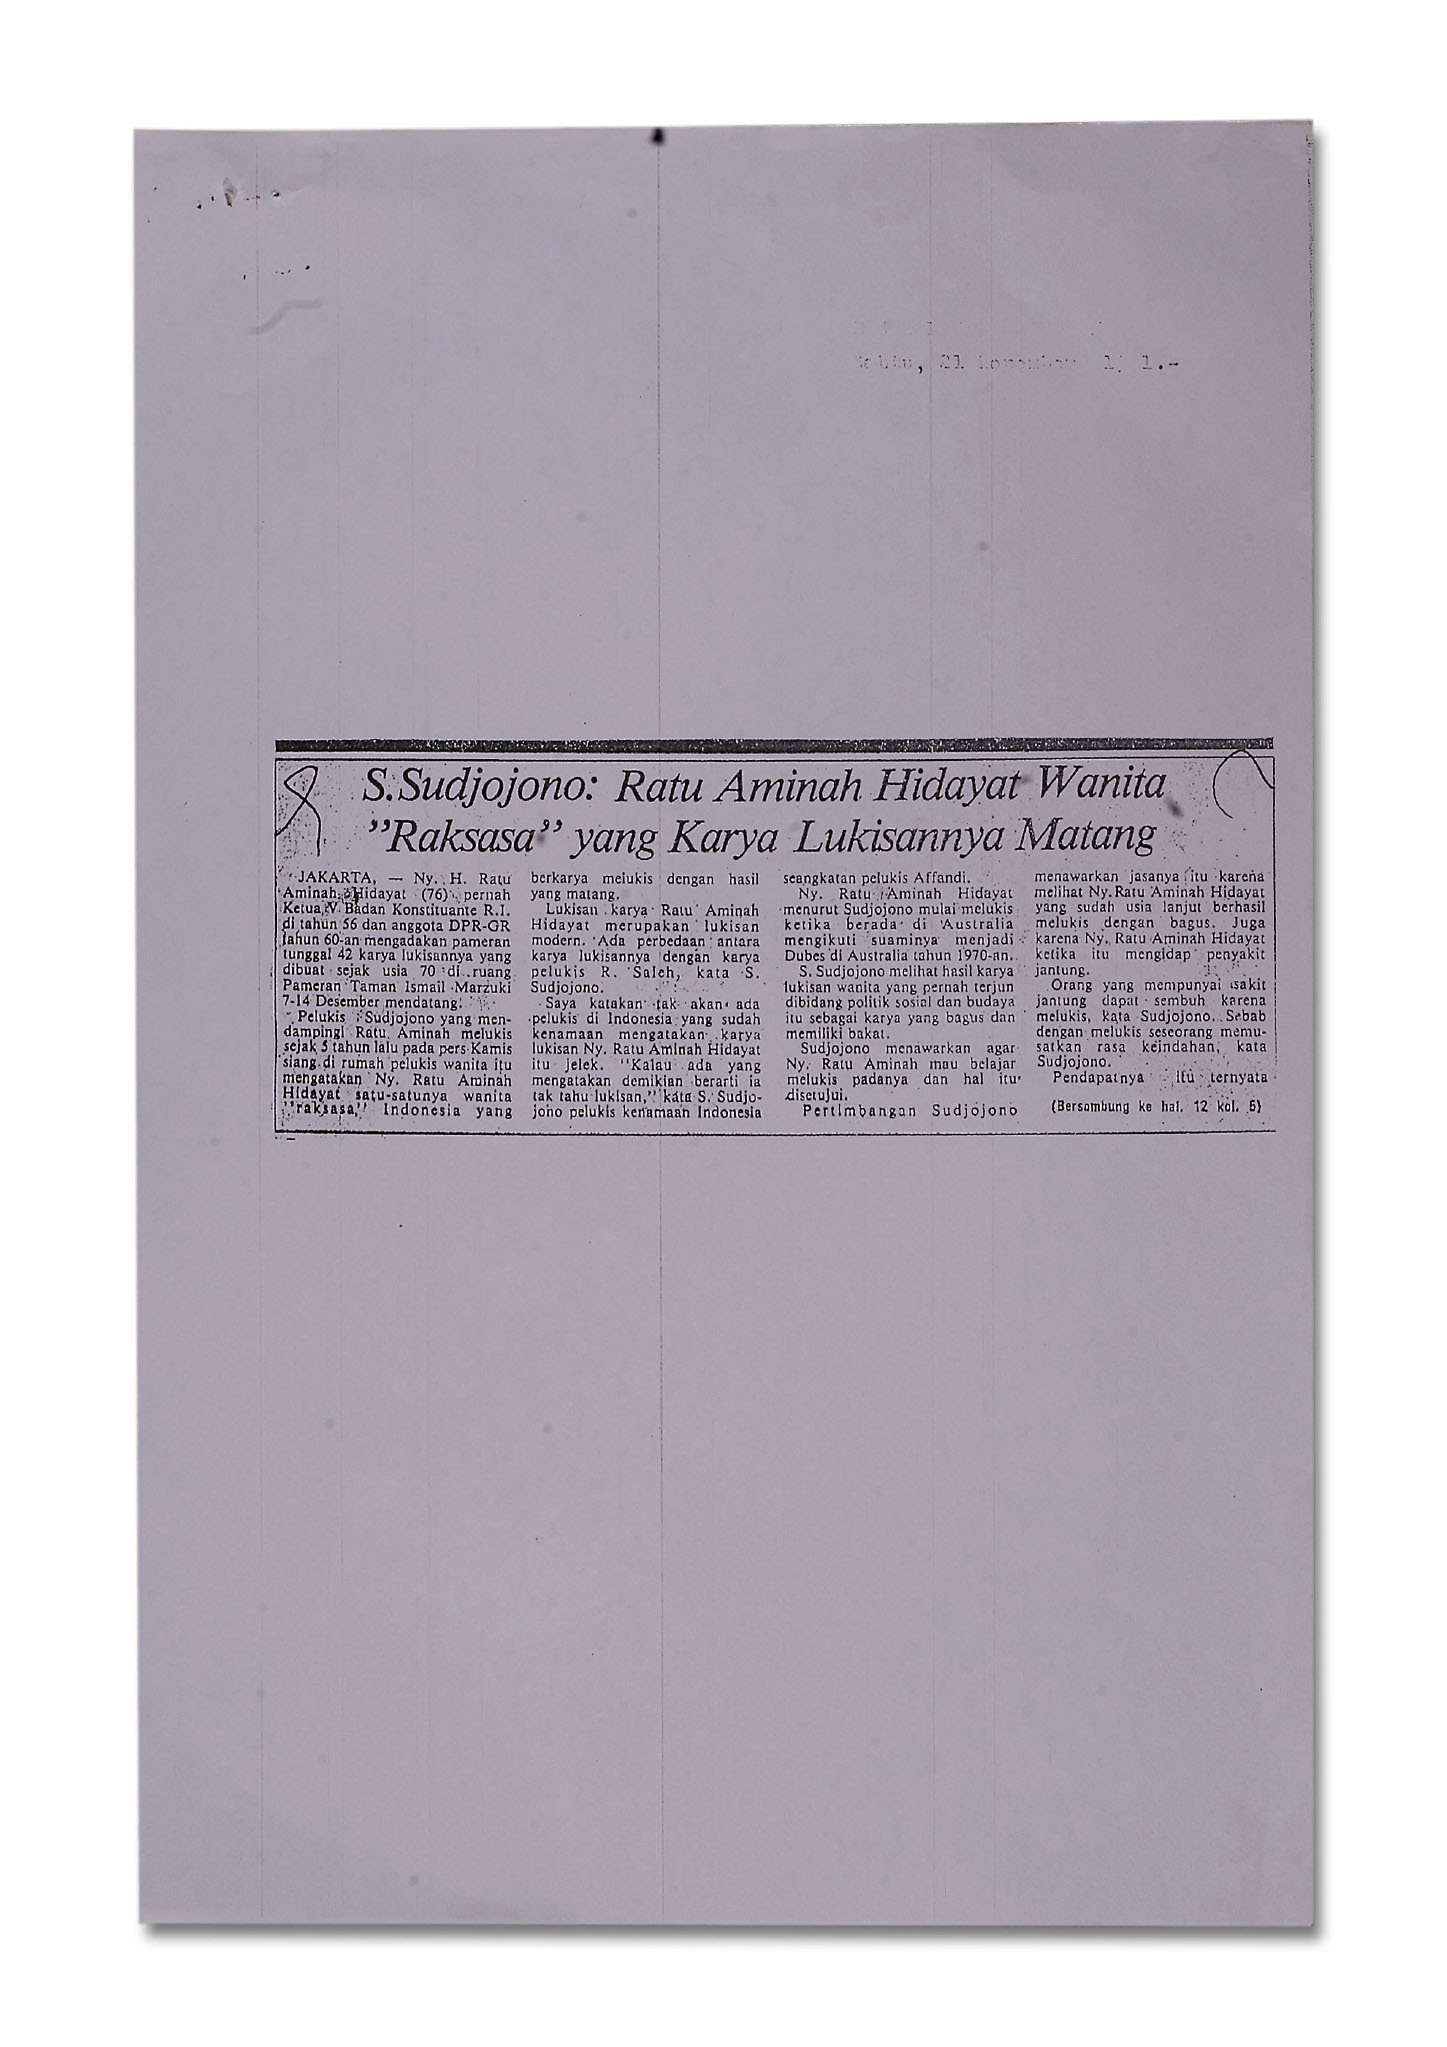 21
S.Sudjojono: Ratu Aminah Hidayat Wanita
"Raksasa" yang Karya Lukisannya Matang
JAKARTA, — Ny. H. Ratu
Aminah Hidayat (76) pernah
Ketua V Badan Konstituante R.I.
di tahun 56 dan anggota DPR-GR
tahun 60-an mengadakan pameran
tunggal 42 karya lukisannya yang
dibuat sejak usia 70 di ruang
Pameran Taman Ismail Marzuki
7-14 Desember mendatang.
Pelukis Sudjojono yang men-
dampingi Ratu Aminah melukis
sejak 5 tahun lalu pada pers Kamis
siang di rumah pelukis wanita itu
mengatakan Ny. Ratu Aminah
Hidayat satu-satunya wanita
"raksasa," Indonesia yang
berkarya melukis dengan hasil
yang matang.
Lukisan karya Ratu Aminah
Hidayat merupakan lukisan
modern. Ada perbedaan antara
karya lukisannya dengan karya
pelukis R. Saleh, kata S.
Sudjojono.
Saya katakan tak akan ada
pelukis di Indonesia yang sudah
kenamaan mengatakan karya
lukisan Ny. Ratu Aminah Hidayat
itu jelek. "Kalau ada yang
mengatakan demikian berarti ia
tak tahu lukisan," kata S. Sudjo-
jono pelukis kenamaan Indonesia
seangkatan pelukis Affandi.
Ny. Ratu Aminah Hidayat
menurut Sudjojono mulai melukis
ketika berada di Australia
mengikuti suaminya menjadi
Dubes di Australia tahun 1970-an.
S. Sudjojono melihat hasil karya
lukisan wanita yang pernah terjun
dibidang politik sosial dan budaya
itu sebagai karya yang bagus dan
memiliki bakat.
Sudjojono menawarkan agar
Ny. Ratu Aminah mau belajar
melukis padanya dan hal itu
disetujui.
Pertimbangan Sudjojono
menawarkan jasanya itu karena
melihat Ny. Ratu Aminah Hidayat
yang sudah usia lanjut berhasil
melukis dengan bagus. Juga
karena Ny. Ratu Aminah Hidayat
ketika itu mengidap penyakit
jantung.
Orang yang mempunyai sakit
jantung dapat sembuh karena
melukis, kata Sudjojono. Sebab
dengan melukis seseorang memu-
satkan rasa keindahan, kata
Sudjojono.
Pendapatnya itu ternyata
(Bersambung ke hal. 12 kol. 6)